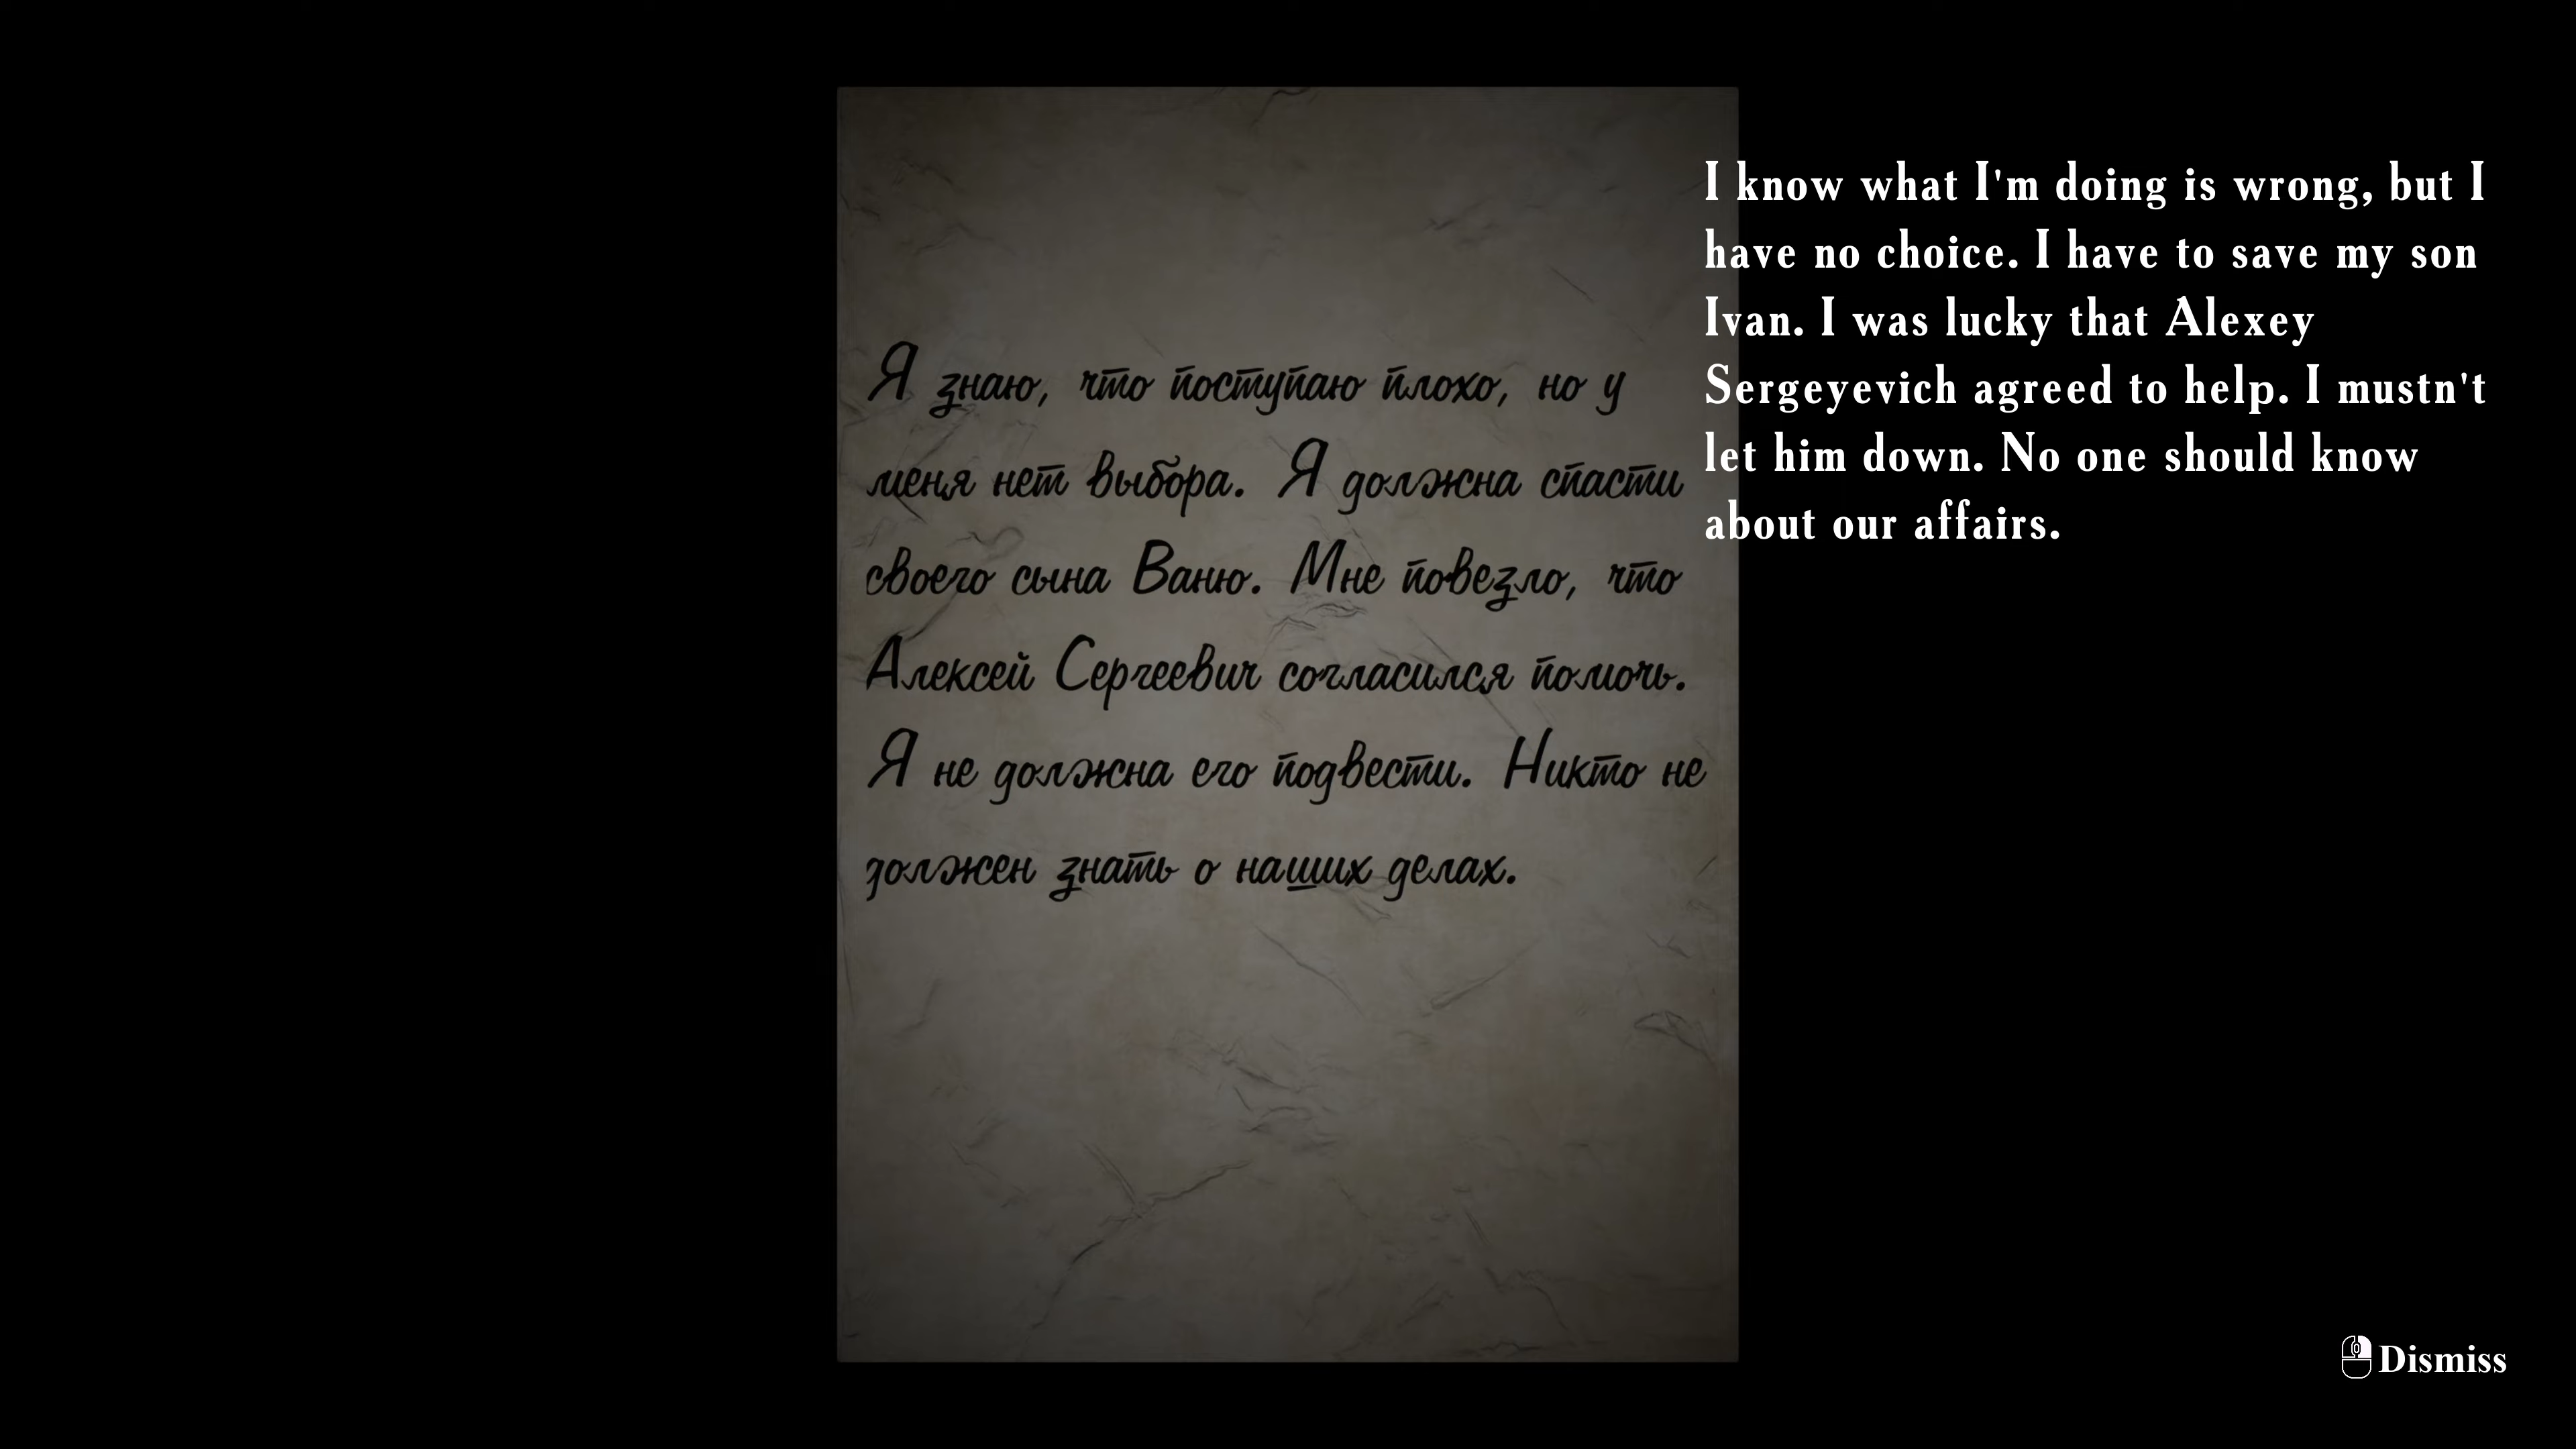 Я знаю, что поступаю плохо, но у
меня нет выбора. Я должна спасти
своего сына Ваню. Мне повезло, что
Алексей Сергеевич согласился помочь.
Я не должна его подвести. Никто не
должен знать о наших делах.
I know what I'm doing is wrong, but I
have no choice. I have to save my son
Ivan. I was lucky that Alexey
Sergeyevich agreed to help. I mustn't
let him down. No one should know
about our affairs.
Dismiss